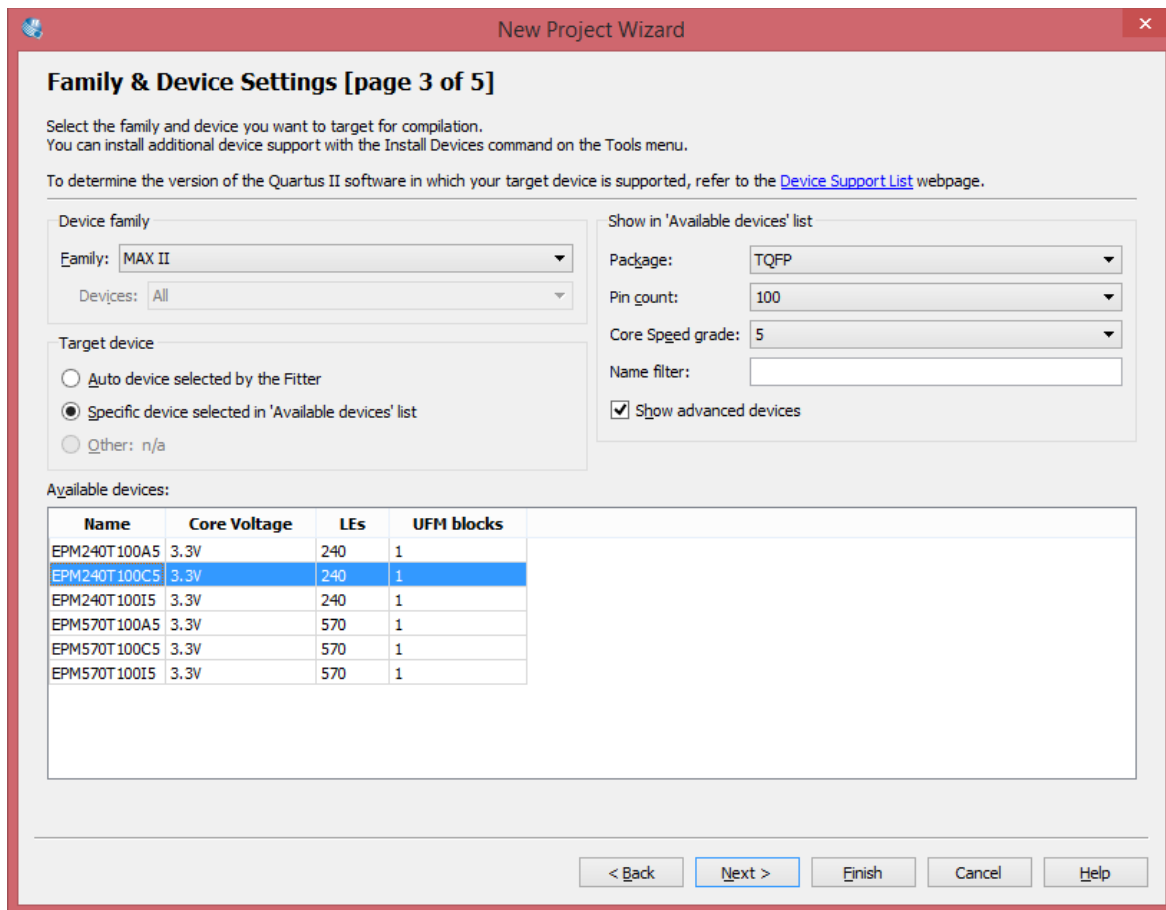 New Project Wizard
Family & Device Settings [page 3 of 5]
Select the family and device you want to target for compilation.
You can install additional device support with the Install Devices command on the Tools menu.
To determine the version of the Quartus II software in which your target device is supported, refer to the Device Support List webpage.
Device family
Family: MAX II
Devices: All
Target device
Auto device selected by the Fitter
Specific device selected in 'Available devices' list
Other: n/a
Show in 'Available devices' list
Package: TQFP
Pin count: 100
Core Speed grade: 5
Name filter:
Show advanced devices
Available devices:
Name Core Voltage LEs UFM blocks
EPM240T100A5 3.3V 240 1
EPM240T100C5 3.3V 240 1
EPM240T100I5 3.3V 240 1
EPM570T100A5 3.3V 570 1
EPM570T100C5 3.3V 570 1
EPM570T100I5 3.3V 570 1
< Back Next > Finish Cancel Help